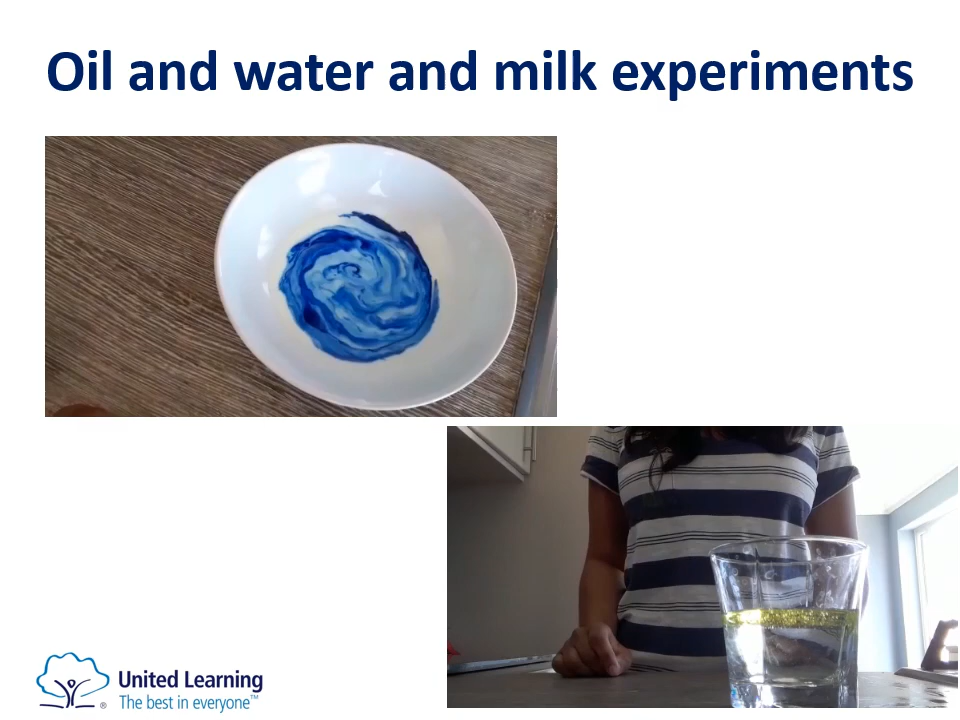 Oil and water and milk experiments
United Learning
The best in everyone™
®